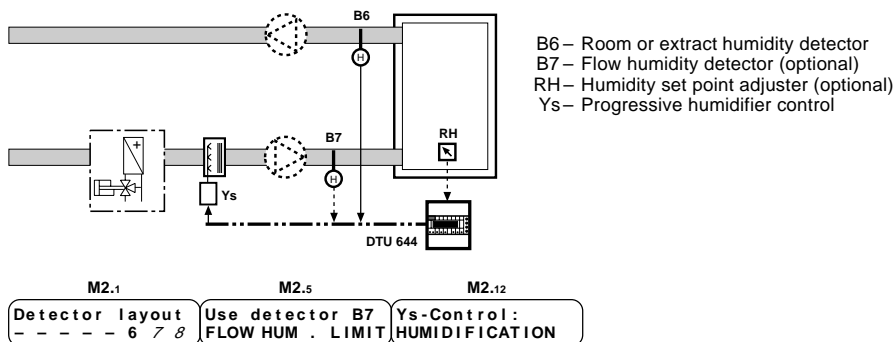 B6
H
B7
H
RH
+
Ys
DTU 644
B6 – Room or extract humidity detector
B7 – Flow humidity detector (optional)
RH – Humidity set point adjuster (optional)
Ys – Progressive humidifier control
M2.1
Detector layout
– – – – – 6 7 8
M2.5
Use detector B7
FLOW HUM . LIMIT
M2.12
Ys-Control :
HUMIDIFICATION